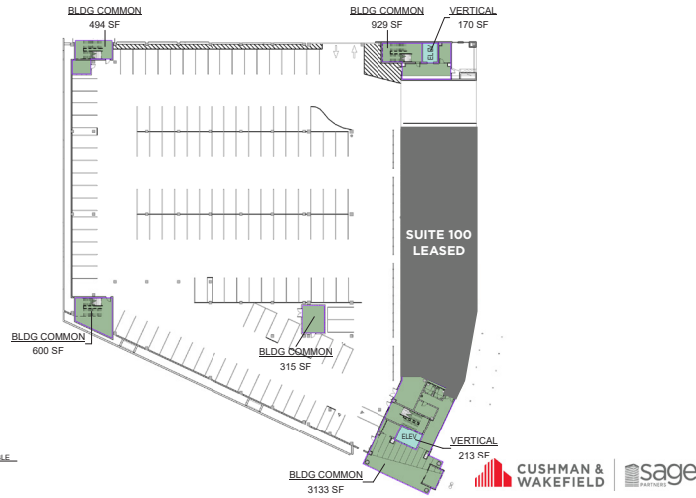 BLDG COMMON
494 SF
BLDG COMMON
929 SF
VERTICAL
170 SF
ELEV
SUITE 100
LEASED
BLDG COMMON
600 SF
BLDG COMMON
315 SF
ELEV
VERTICAL
213 SF
BLDG COMMON
3133 SF
CUSHMAN &
WAKEFIELD
sage
PARTNERS